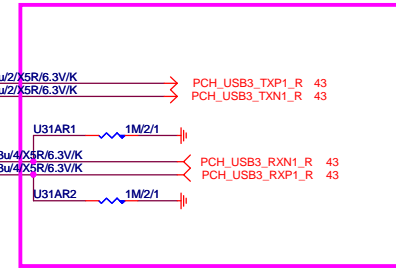 u/2/X5R/6.3V/K PCH_USB3_TXP1_R 43
u/2/X5R/6.3V/K PCH_USB3_TXN1_R 43
U31AR1 1M/2/1
3u/4/X5R/6.3V/K PCH_USB3_RXN1_R 43
3u/4/X5R/6.3V/K PCH_USB3_RXP1_R 43
U31AR2 1M/2/1